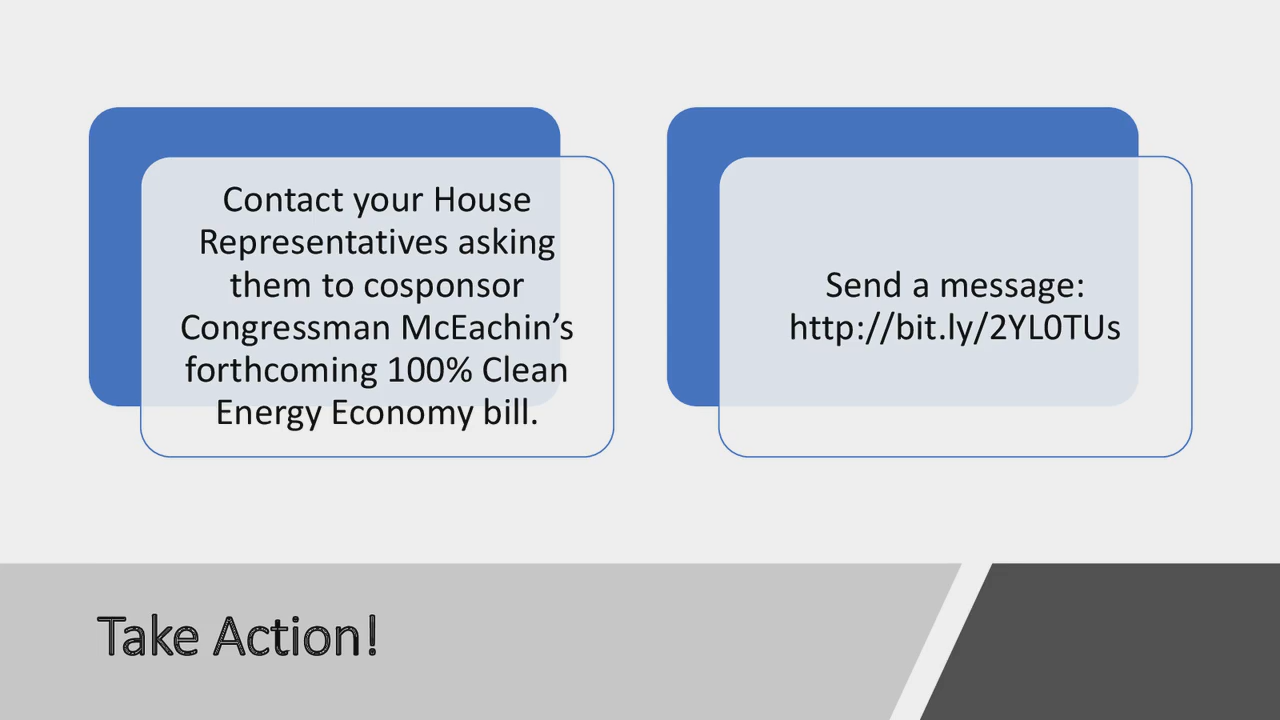 Contact your House
Representatives asking
them to cosponsor
Congressman McEachin’s
forthcoming 100% Clean
Energy Economy bill.
Send a message:
http://bit.ly/2YL0TUs
Take Action!